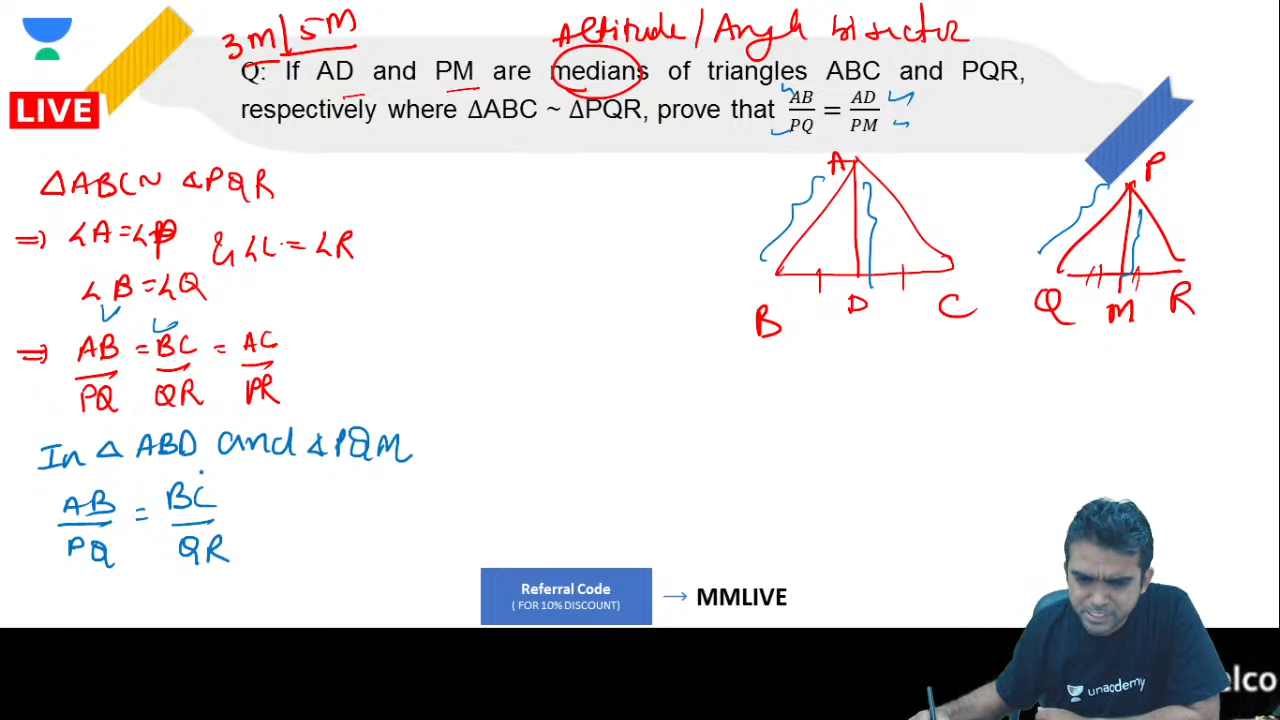 3M/5M
Altitude / Angle bisector
LIVE
Q: If AD and PM are medians of triangles ABC and PQR,
respectively where ΔABC ~ ΔPQR, prove that AB/PQ = AD/PM
ΔABC ~ ΔPQR
⇒ ∠A = ∠P & ∠C = ∠R
∠B = ∠Q
⇒ AB/PQ = BC/QR = AC/PR
In Δ ABD and ΔPQM
AB/PQ = BC/QR
A
B D C
P
Q M R
Referral Code
( FOR 10% DISCOUNT)
→ MMLIVE
unacademy
elco